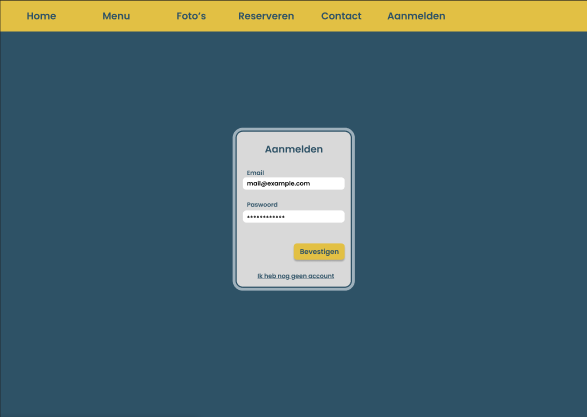 Home Menu Foto's Reserveren Contact Aanmelden
Aanmelden
Email
mail@example.com
Paswoord
************
Bevestigen
Ik heb nog geen account